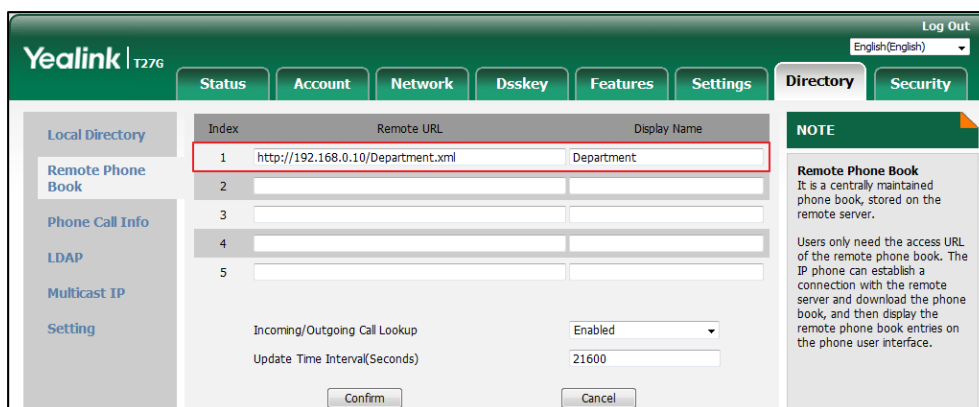 Log Out
English(English)
Yealink | T27G
Status Account Network Dsskey Features Settings Directory Security
Local Directory
Remote Phone
Book
Phone Call Info
LDAP
Multicast IP
Setting
Index Remote URL Display Name
1 http://192.168.0.10/Department.xml Department
2
3
4
5
Incoming/Outgoing Call Lookup Enabled
Update Time Interval(Seconds) 21600
Confirm Cancel
NOTE
Remote Phone Book
It is a centrally maintained
phone book, stored on the
remote server.
Users only need the access URL
of the remote phone book. The
IP phone can establish a
connection with the remote
server and download the phone
book, and then display the
remote phone book entries on
the phone user interface.